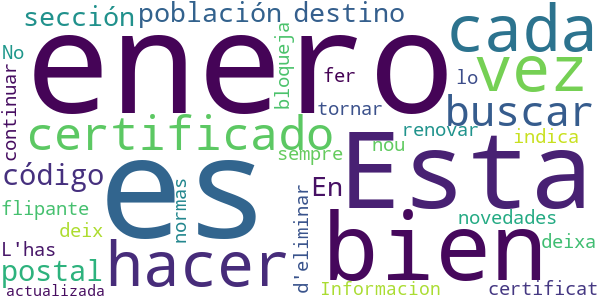 sección población destino
enero cada
No bloqueja fer vez
continuar lo
tornar buscar
certificado renovar indica
sempre nou
código es En Esta
flipante normas d'eliminar novedades
deix deixa
L'has hacer bien
postal Informacion
actualizada certificat